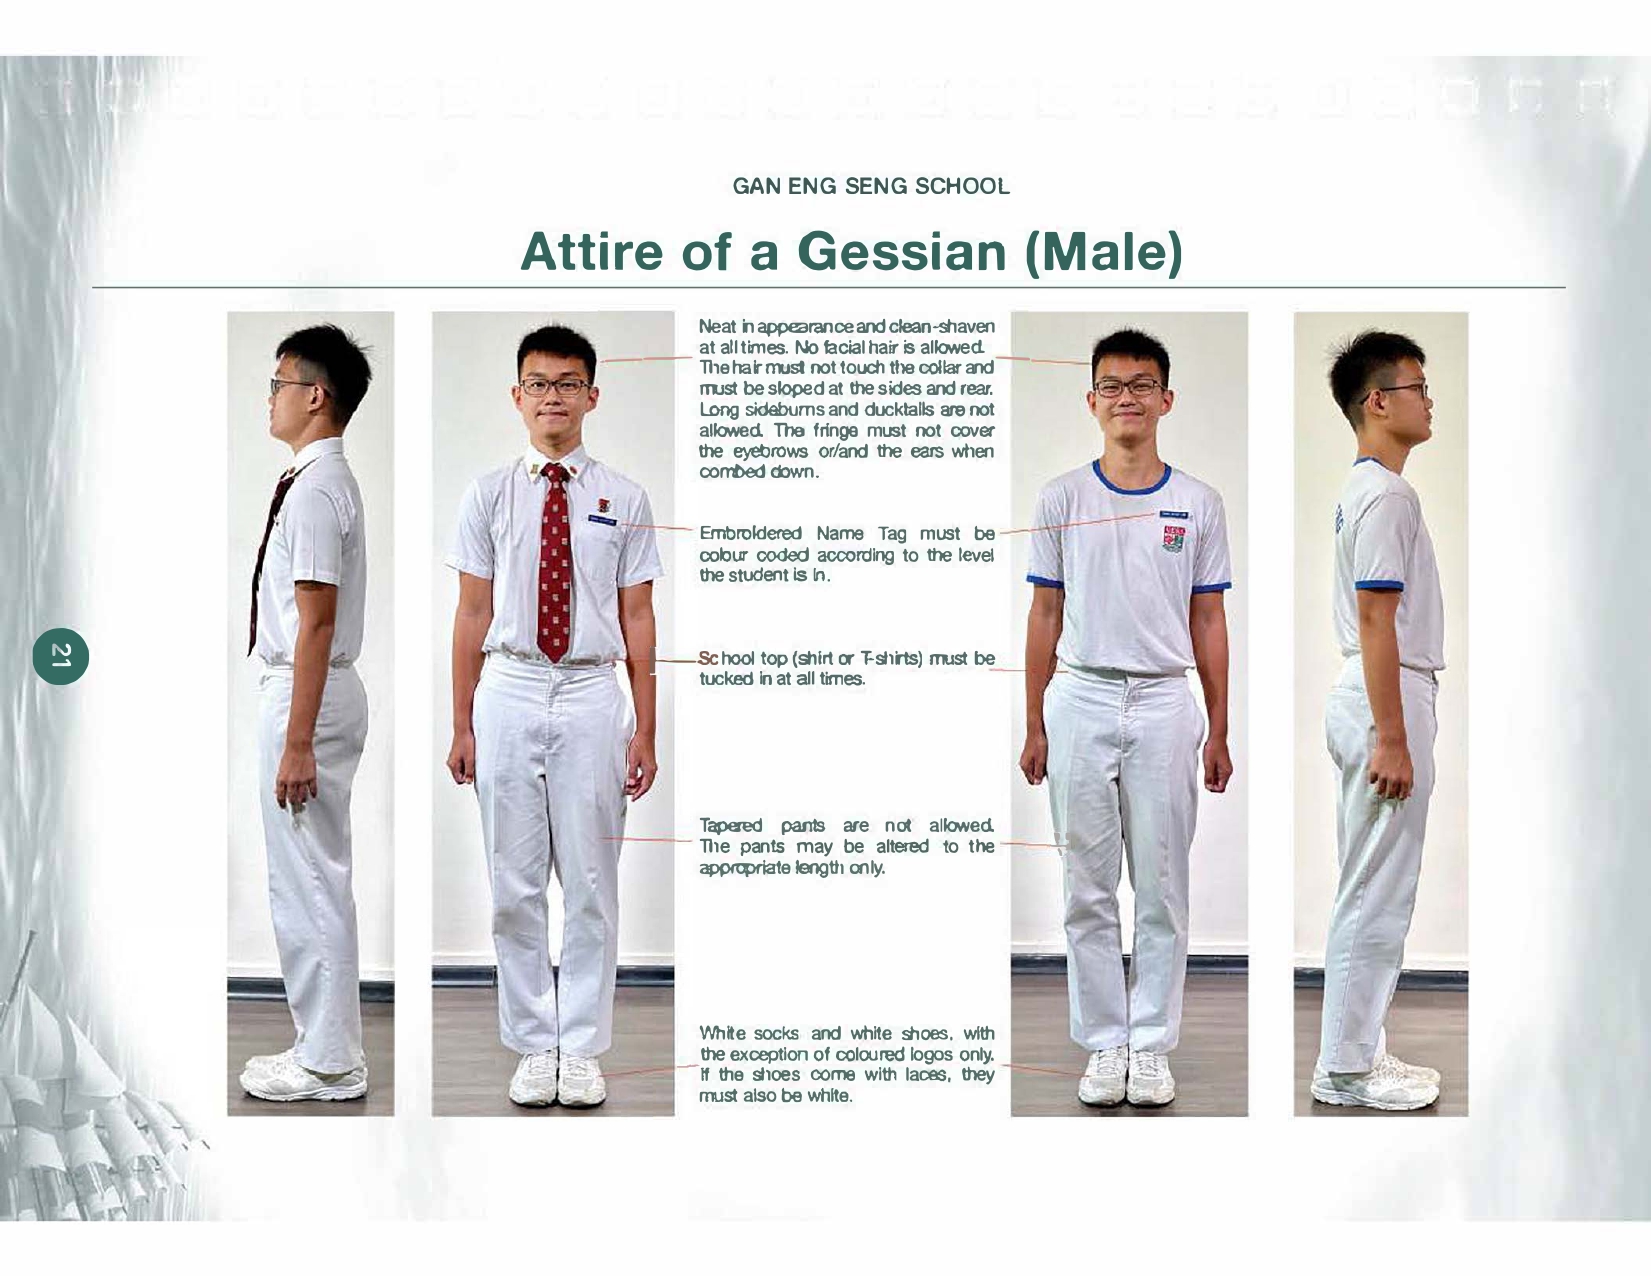 GAN ENG SENG SCHOOL
Attire of a Gessian (Male)
Neat in appearance and clean-shaven
at all times. No facial hair is allowed.
The hair must not touch the collar and
must be sloped at the sides and rear.
Long sideburns and ducktails are not
allowed. The fringe must not cover
the eyebrows or/and the ears when
combed down.
Embroidered Name Tag must be
colour coded according to the level
the student is in.
School top (shirt or T-shirts) must be
tucked in at all times.
Tapered pants are not allowed.
The pants may be altered to the
appropriate length only.
White socks and white shoes, with
the exception of coloured logos only.
If the shoes come with laces, they
must also be white.
21